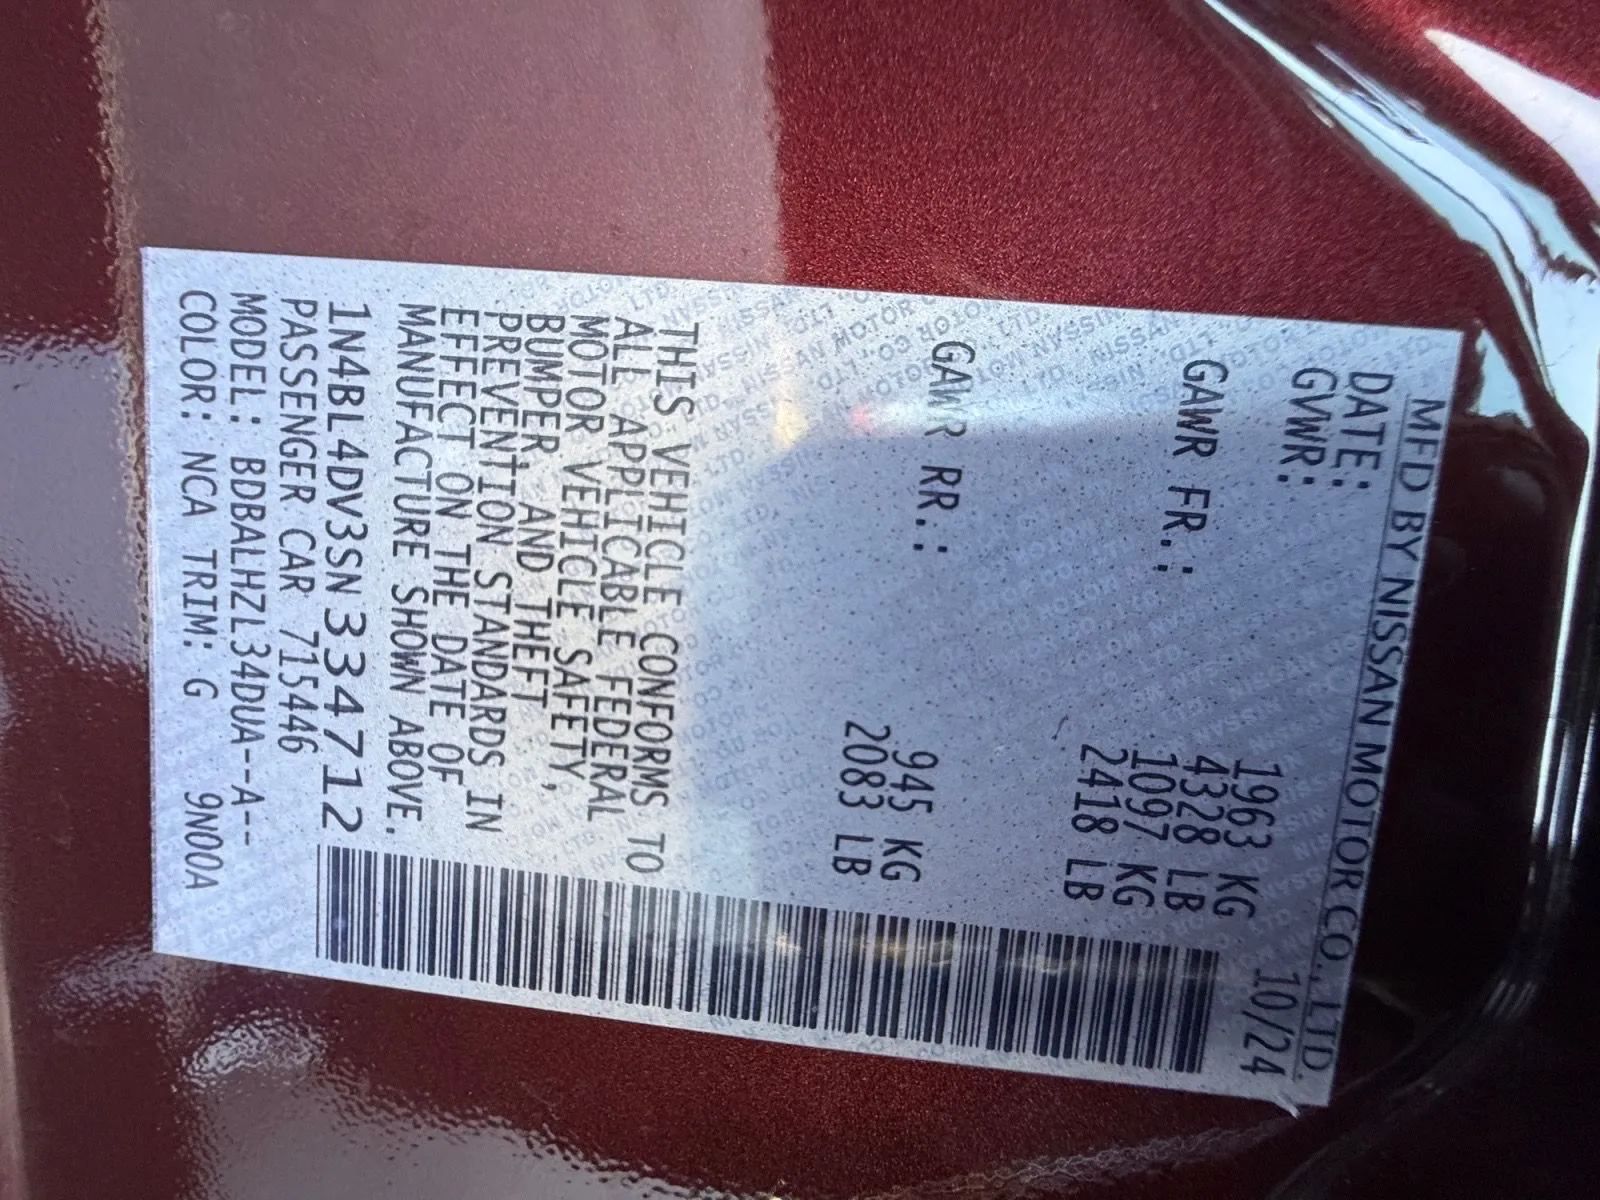 MFD BY NISSAN MOTOR CO., LTD.
DATE: 10/24
GVWR: 1963 KG
4328 LB
GAWR FR.: 1097 KG
2418 LB
GAWR RR.: 945 KG
2083 LB
THIS VEHICLE CONFORMS TO
ALL APPLICABLE FEDERAL
MOTOR VEHICLE SAFETY,
BUMPER AND THEFT
PREVENTION STANDARDS IN
EFFECT ON THE DATE OF
MANUFACTURE SHOWN ABOVE.
1N4BL4DV3SN334712
PASSENGER CAR 715446
MODEL: BDBALHZL34DUA--A--
COLOR: NCA TRIM: G 9N00A